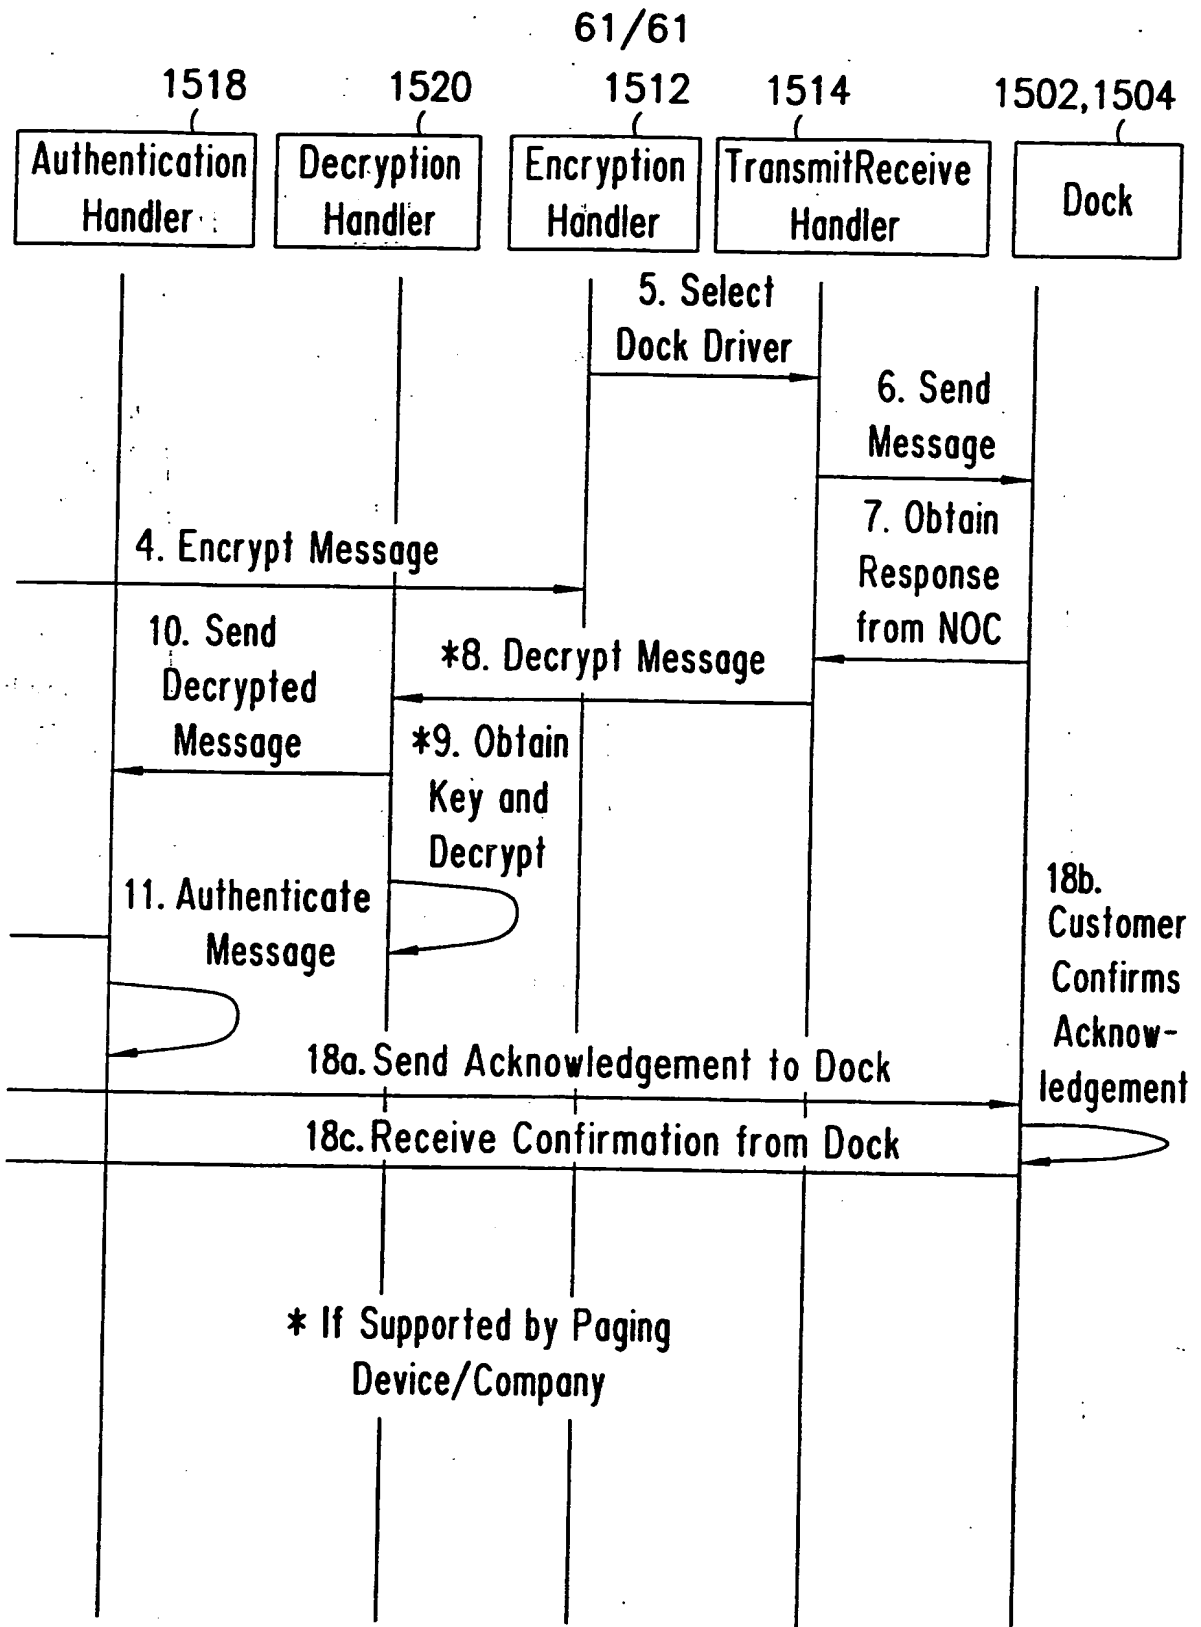 61/61
1518
1520
1512
1514
1502,1504
Authentication
Handler
Decryption
Handler
Encryption
Handler
TransmitReceive
Handler
Dock
5. Select
Dock Driver
6. Send
Message
7. Obtain
Response
from NOC
4. Encrypt Message
10. Send
Decrypted
Message
*8. Decrypt Message
*9. Obtain
Key and
Decrypt
11. Authenticate
Message
18b.
Customer
Confirms
Acknow-
ledgement
18a. Send Acknowledgement to Dock
18c. Receive Confirmation from Dock
* If Supported by Paging
Device/Company